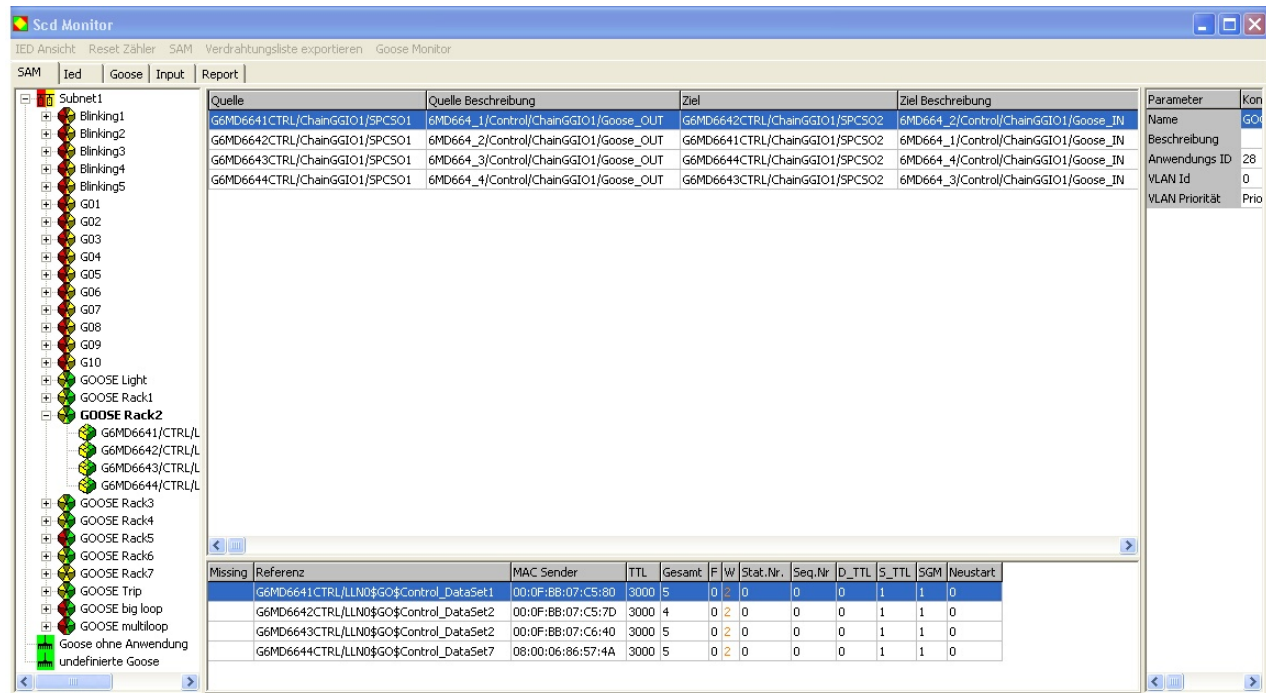 Scd Monitor
IED Ansicht Reset Zähler SAM Verdrahtungsliste exportieren Goose Monitor
SAM Ied Goose Input Report
Subnet1
Blinking1
Blinking2
Blinking3
Blinking4
Blinking5
G01
G02
G03
G04
G05
G06
G07
G08
G09
G10
GOOSE Light
GOOSE Rack1
GOOSE Rack2
G6MD6641/CTRL/L
G6MD6642/CTRL/L
G6MD6643/CTRL/L
G6MD6644/CTRL/L
GOOSE Rack3
GOOSE Rack4
GOOSE Rack5
GOOSE Rack6
GOOSE Rack7
GOOSE Trip
GOOSE big loop
GOOSE multiloop
Goose ohne Anwendung
undefinierte Goose
Quelle Quelle Beschreibung Ziel Ziel Beschreibung
G6MD6641CTRL/ChainGGIO1/SPCSO1 6MD664_1/Control/ChainGGIO1/Goose_OUT G6MD6642CTRL/ChainGGIO1/SPCSO2 6MD664_2/Control/ChainGGIO1/Goose_IN
G6MD6642CTRL/ChainGGIO1/SPCSO1 6MD664_2/Control/ChainGGIO1/Goose_OUT G6MD6641CTRL/ChainGGIO1/SPCSO2 6MD664_1/Control/ChainGGIO1/Goose_IN
G6MD6643CTRL/ChainGGIO1/SPCSO1 6MD664_3/Control/ChainGGIO1/Goose_OUT G6MD6644CTRL/ChainGGIO1/SPCSO2 6MD664_4/Control/ChainGGIO1/Goose_IN
G6MD6644CTRL/ChainGGIO1/SPCSO1 6MD664_4/Control/ChainGGIO1/Goose_OUT G6MD6643CTRL/ChainGGIO1/SPCSO2 6MD664_3/Control/ChainGGIO1/Goose_IN
Missing Referenz MAC Sender TTL Gesamt F W Stat.Nr. Seq.Nr D_TTL S_TTL SGM Neustart
G6MD6641CTRL/LLN0$GO$Control_DataSet1 00:0F:BB:07:C5:80 3000 5 0 2 0 0 0 1 1 0
G6MD6642CTRL/LLN0$GO$Control_DataSet2 00:0F:BB:07:C5:7D 3000 4 0 2 0 0 0 1 1 0
G6MD6643CTRL/LLN0$GO$Control_DataSet2 00:0F:BB:07:C6:40 3000 5 0 2 0 0 0 1 1 0
G6MD6644CTRL/LLN0$GO$Control_DataSet7 08:00:06:86:57:4A 3000 5 0 2 0 0 0 1 1 0
Parameter Kon
Name GOO
Beschreibung
Anwendungs ID 28
VLAN Id 0
VLAN Priorität Prio